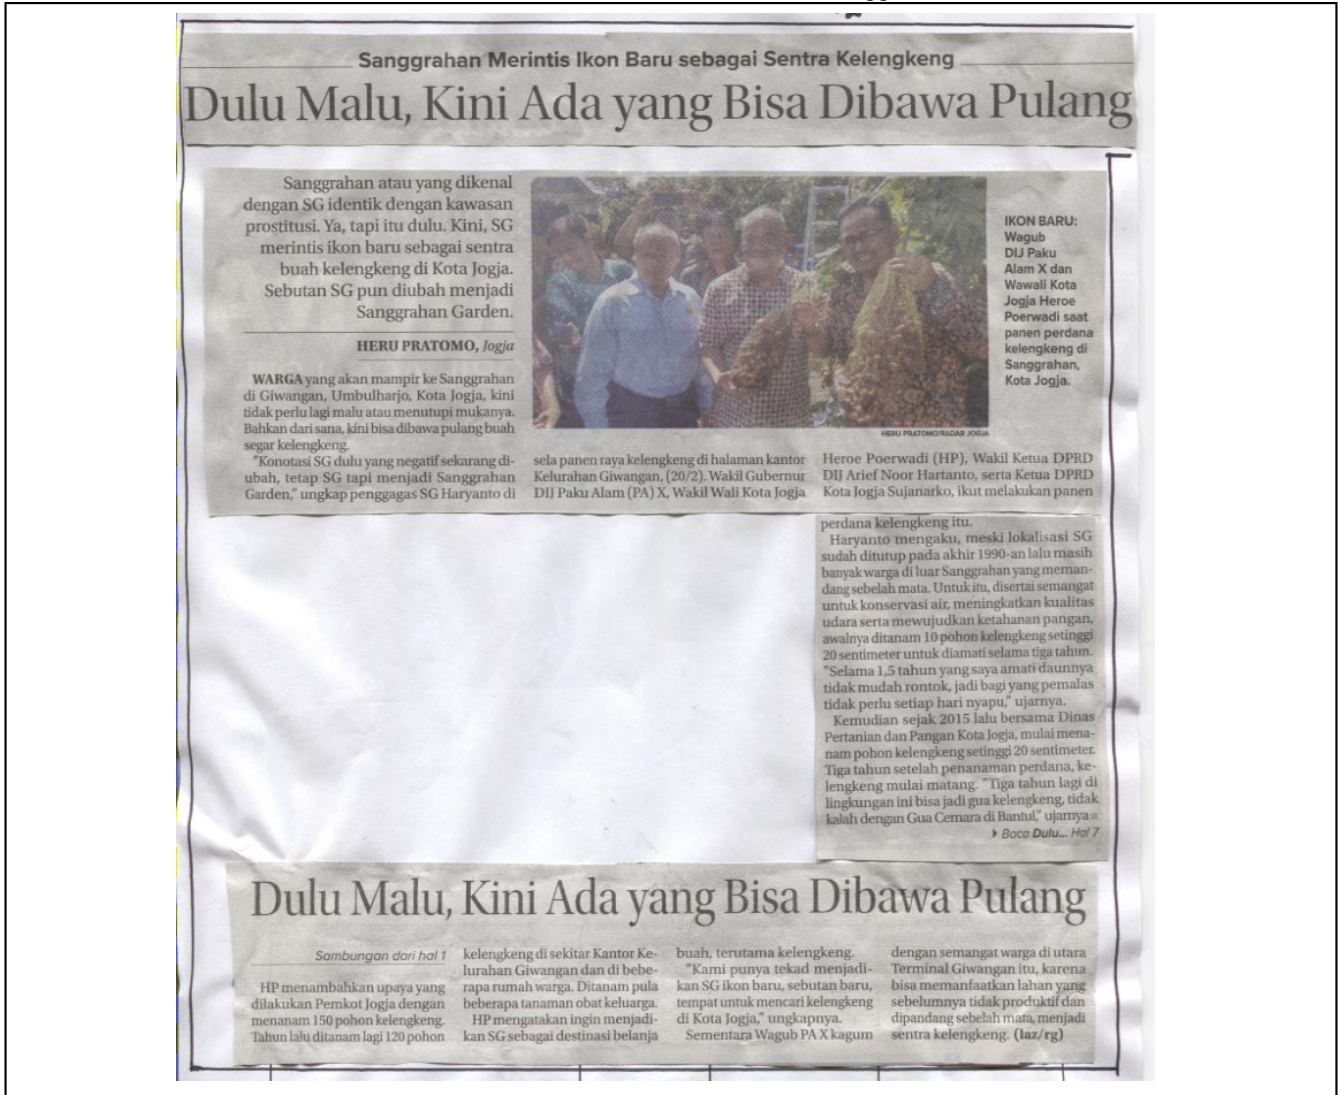 Sanggrahan Merintis Ikon Baru sebagai Sentra Kelengkeng
Dulu Malu, Kini Ada yang Bisa Dibawa Pulang
Sanggrahan atau yang dikenal
dengan SG identik dengan kawasan
prostitusi. Ya, tapi itu dulu. Kini, SG
merintis ikon baru sebagai sentra
buah kelengkeng di Kota Jogja.
Sebutan SG pun diubah menjadi
Sanggrahan Garden.
HERU PRATOMO, Jogja
WARGA yang akan mampir ke Sanggrahan
di Giwangan, Umbulharjo, Kota Jogja, kini
tidak perlu lagi malu atau menutupi mukanya.
Bahkan dari sana, kini bisa dibawa pulang buah
segar kelengkeng.
"Konotasi SG dulu yang negatif sekarang di-
ubah, tetap SG tapi menjadi Sanggrahan
Garden," ungkap penggagas SG Haryanto di
IKON BARU:
Wagub
DIJ Paku
Alam X dan
Wawali Kota
Jogja Heroe
Poerwadi saat
panen perdana
kelengkeng di
Sanggrahan,
Kota Jogja.
HERU PRATOMO/RADAR JOGJA
sela panen raya kelengkeng di halaman kantor
Kelurahan Giwangan, (20/2). Wakil Gubernur
DIJ Paku Alam (PA) X, Wakil Wali Kota Jogja
Heroe Poerwadi (HP), Wakil Ketua DPRD
DIJ Arief Noor Hartanto, serta Ketua DPRD
Kota Jogja Sujanarko, ikut melakukan panen
perdana kelengkeng itu.
Haryanto mengaku, meski lokalisasi SG
sudah ditutup pada akhir 1990-an lalu masih
banyak warga di luar Sanggrahan yang meman-
dang sebelah mata. Untuk itu, disertai semangat
untuk konservasi air, meningkatkan kualitas
udara serta mewujudkan ketahanan pangan,
awalnya ditanam 10 pohon kelengkeng setinggi
20 sentimeter untuk diamati selama tiga tahun.
"Selama 1,5 tahun yang saya amati daunnya
tidak mudah rontok, jadi bagi yang pemalas
tidak perlu setiap hari nyapu," ujarnya.
Kemudian sejak 2015 lalu bersama Dinas
Pertanian dan Pangan Kota Jogja, mulai mena-
nam pohon kelengkeng setinggi 20 sentimeter.
Tiga tahun setelah penanaman perdana, ke-
lengkeng mulai matang. "Tiga tahun lagi di
lingkungan ini bisa jadi gua kelengkeng, tidak
kalah dengan Gua Cemara di Bantul," ujarnya
Baca Dulu... Hal 7
Dulu Malu, Kini Ada yang Bisa Dibawa Pulang
Sambungan dari hal 1
HP menambahkan upaya yang
dilakukan Pemkot Jogja dengan
menanam 150 pohon kelengkeng.
Tahun lalu ditanam lagi 120 pohon
kelengkeng di sekitar Kantor Ke-
lurahan Giwangan dan di bebe-
rapa rumah warga. Ditanam pula
beberapa tanaman obat keluarga.
HP mengatakan ingin menjadi-
kan SG sebagai destinasi belanja
buah, terutama kelengkeng.
"Kami punya tekad menjadi-
kan SG ikon baru, sebutan baru,
tempat untuk mencari kelengkeng
di Kota Jogja," ungkapnya.
Sementara Wagub PA X kagum
dengan semangat warga di utara
Terminal Giwangan itu, karena
bisa memanfaatkan lahan yang
sebelumnya tidak produktif dan
dipandang sebelah mata, menjadi
sentra kelengkeng. (laz/rg)